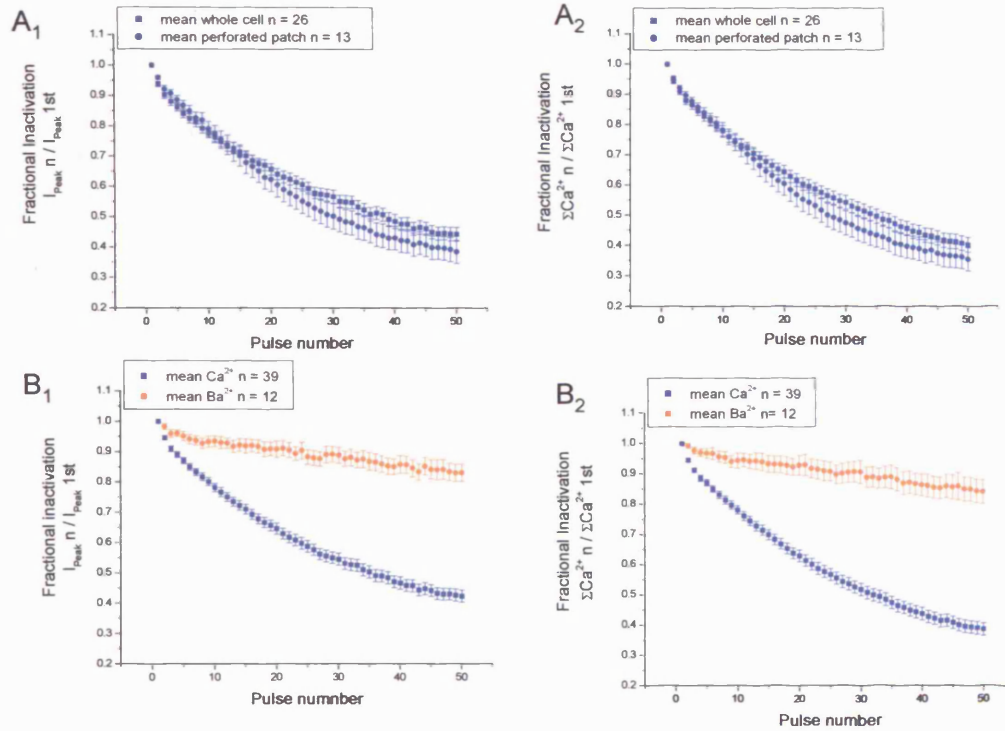 A1
mean whole cell n = 26
mean perforated patch n = 13
Fractional Inactivation
I Peak n / I Peak 1st
1.1
1.0
0.9
0.8
0.7
0.6
0.5
0.4
0.3
0.2
0 10 20 30 40 50
Pulse number
A2
mean whole cell n = 26
mean perforated patch n = 13
Fractional Inactivation
ΣCa²⁺ n / ΣCa²⁺ 1st
1.1
1.0
0.9
0.8
0.7
0.6
0.5
0.4
0.3
0.2
0 10 20 30 40 50
Pulse number
B1
mean Ca²⁺ n = 39
mean Ba²⁺ n = 12
Fractional inactivation
I Peak n / I Peak 1st
1.1
1.0
0.9
0.8
0.7
0.6
0.5
0.4
0.3
0.2
0 10 20 30 40 50
Pulse numnber
B2
mean Ca²⁺ n = 39
mean Ba²⁺ n= 12
Fractional Inactivation
ΣCa²⁺ n / ΣCa²⁺ 1st
1.1
1.0
0.9
0.8
0.7
0.6
0.5
0.4
0.3
0.2
0 10 20 30 40 50
Pulse number